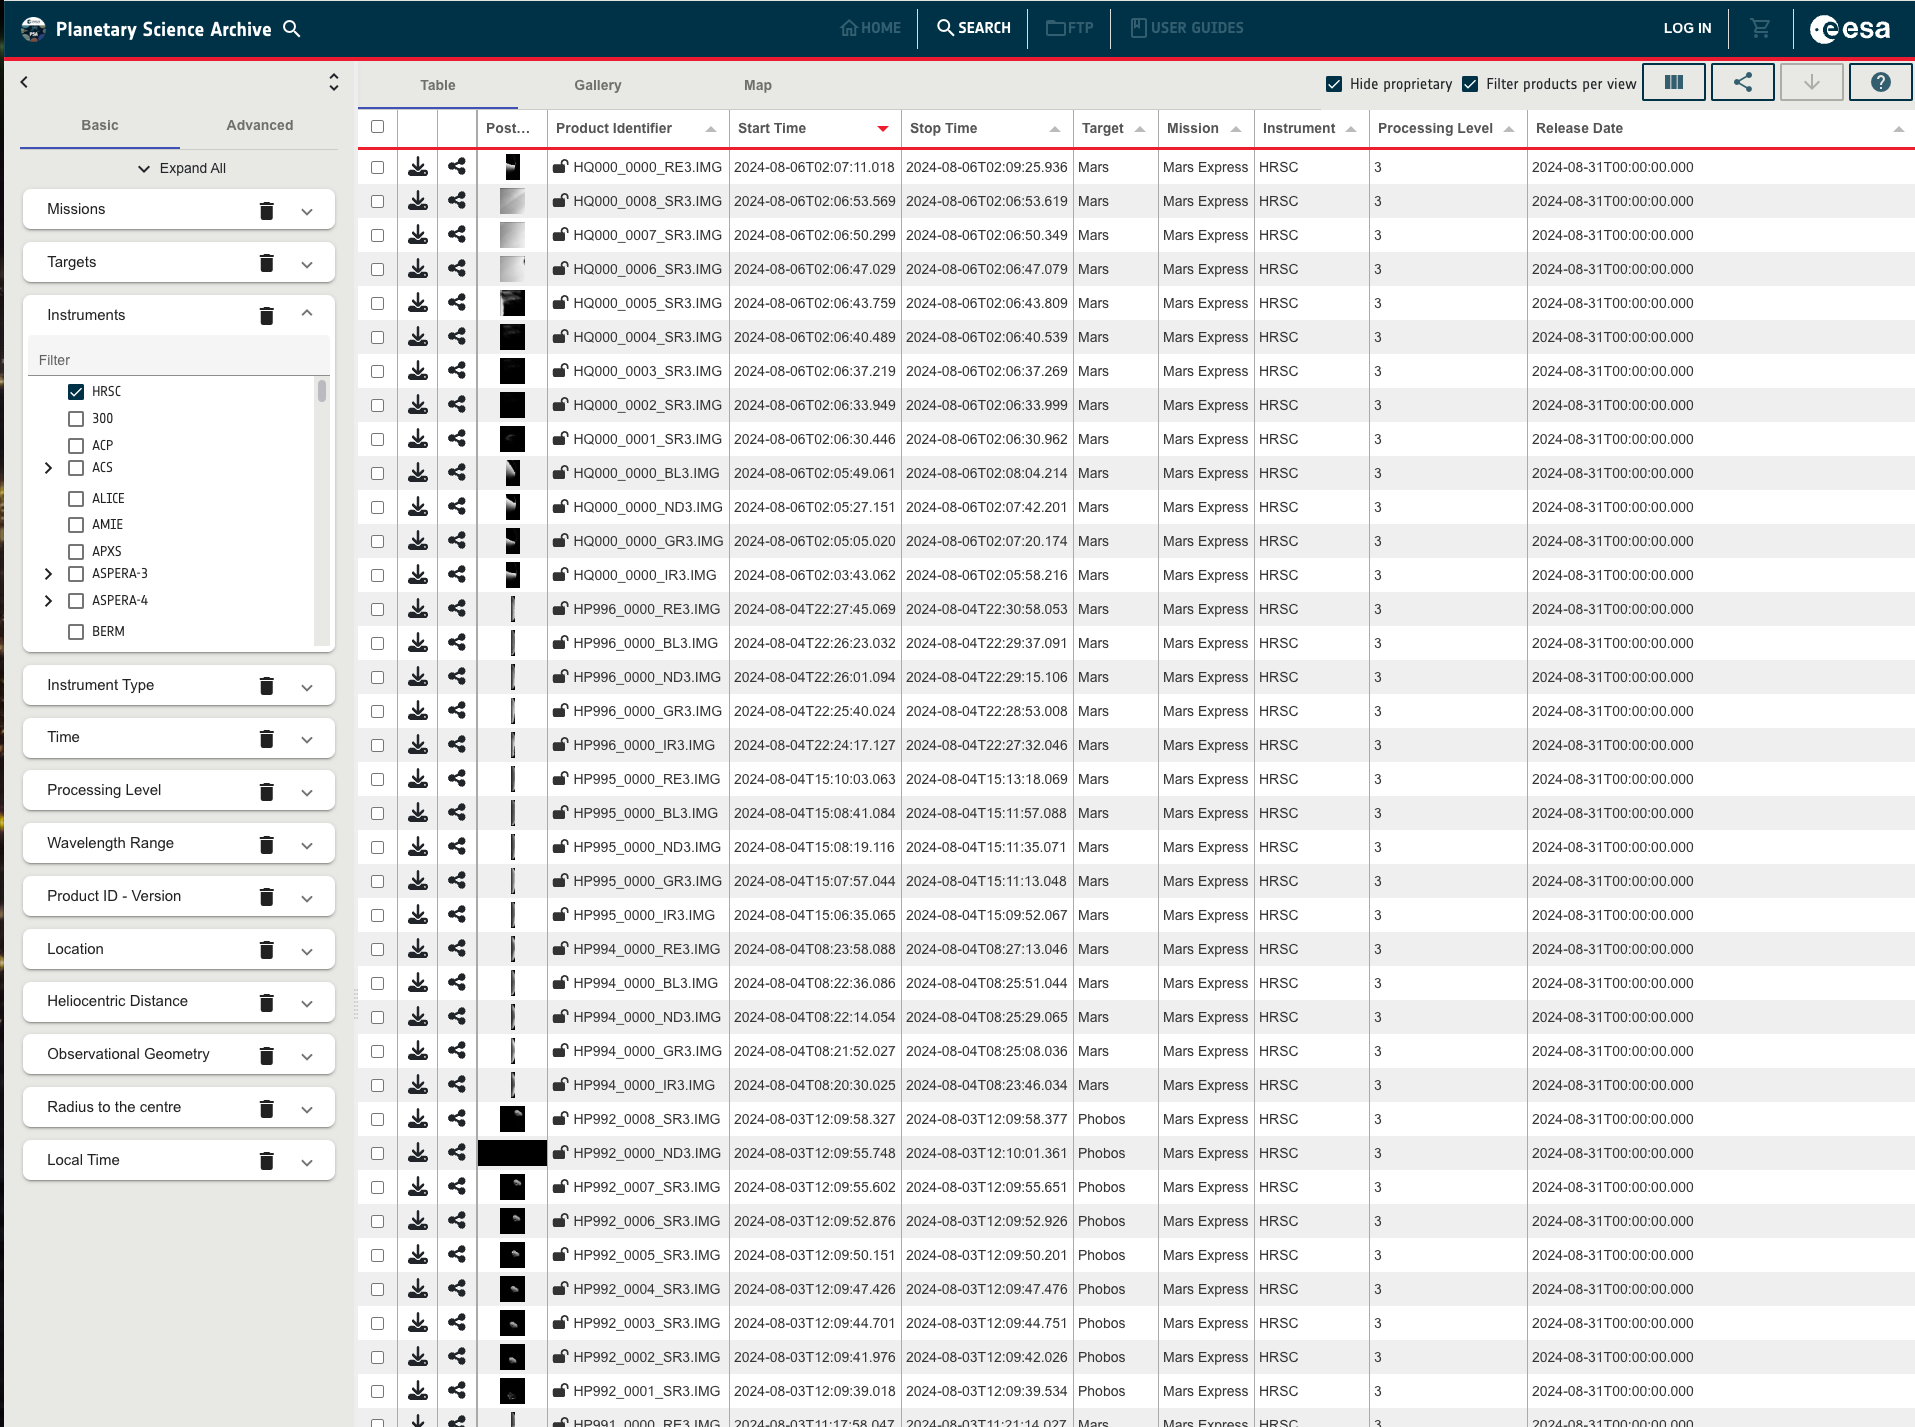 Planetary Science Archive
HOME
SEARCH
FTP
USER GUIDES
LOG IN
esa
Basic
Advanced
Expand All
Missions
Targets
Instruments
Filter
HRSC
300
ACP
ACS
ALICE
AMIE
APXS
ASPERA-3
ASPERA-4
BERM
Instrument Type
Time
Processing Level
Wavelength Range
Product ID - Version
Location
Heliocentric Distance
Observational Geometry
Radius to the centre
Local Time
Table Gallery Map
Hide proprietary Filter products per view
Post... Product Identifier Start Time Stop Time Target Mission Instrument Processing Level Release Date
HQ000_0000_RE3.IMG 2024-08-06T02:07:11.018 2024-08-06T02:09:25.936 Mars Mars Express HRSC 3 2024-08-31T00:00:00.000
HQ000_0008_SR3.IMG 2024-08-06T02:06:53.569 2024-08-06T02:06:53.619 Mars Mars Express HRSC 3 2024-08-31T00:00:00.000
HQ000_0007_SR3.IMG 2024-08-06T02:06:50.299 2024-08-06T02:06:50.349 Mars Mars Express HRSC 3 2024-08-31T00:00:00.000
HQ000_0006_SR3.IMG 2024-08-06T02:06:47.029 2024-08-06T02:06:47.079 Mars Mars Express HRSC 3 2024-08-31T00:00:00.000
HQ000_0005_SR3.IMG 2024-08-06T02:06:43.759 2024-08-06T02:06:43.809 Mars Mars Express HRSC 3 2024-08-31T00:00:00.000
HQ000_0004_SR3.IMG 2024-08-06T02:06:40.489 2024-08-06T02:06:40.539 Mars Mars Express HRSC 3 2024-08-31T00:00:00.000
HQ000_0003_SR3.IMG 2024-08-06T02:06:37.219 2024-08-06T02:06:37.269 Mars Mars Express HRSC 3 2024-08-31T00:00:00.000
HQ000_0002_SR3.IMG 2024-08-06T02:06:33.949 2024-08-06T02:06:33.999 Mars Mars Express HRSC 3 2024-08-31T00:00:00.000
HQ000_0001_SR3.IMG 2024-08-06T02:06:30.446 2024-08-06T02:06:30.962 Mars Mars Express HRSC 3 2024-08-31T00:00:00.000
HQ000_0000_BL3.IMG 2024-08-06T02:05:49.061 2024-08-06T02:08:04.214 Mars Mars Express HRSC 3 2024-08-31T00:00:00.000
HQ000_0000_ND3.IMG 2024-08-06T02:05:27.151 2024-08-06T02:07:42.201 Mars Mars Express HRSC 3 2024-08-31T00:00:00.000
HQ000_0000_GR3.IMG 2024-08-06T02:05:05.020 2024-08-06T02:07:20.174 Mars Mars Express HRSC 3 2024-08-31T00:00:00.000
HQ000_0000_IR3.IMG 2024-08-06T02:03:43.062 2024-08-06T02:05:58.216 Mars Mars Express HRSC 3 2024-08-31T00:00:00.000
HP996_0000_RE3.IMG 2024-08-04T22:27:45.069 2024-08-04T22:30:58.053 Mars Mars Express HRSC 3 2024-08-31T00:00:00.000
HP996_0000_BL3.IMG 2024-08-04T22:26:23.032 2024-08-04T22:29:37.091 Mars Mars Express HRSC 3 2024-08-31T00:00:00.000
HP996_0000_ND3.IMG 2024-08-04T22:26:01.094 2024-08-04T22:29:15.106 Mars Mars Express HRSC 3 2024-08-31T00:00:00.000
HP996_0000_GR3.IMG 2024-08-04T22:25:40.024 2024-08-04T22:28:53.008 Mars Mars Express HRSC 3 2024-08-31T00:00:00.000
HP996_0000_IR3.IMG 2024-08-04T22:24:17.127 2024-08-04T22:27:32.046 Mars Mars Express HRSC 3 2024-08-31T00:00:00.000
HP995_0000_RE3.IMG 2024-08-04T15:10:03.063 2024-08-04T15:13:18.069 Mars Mars Express HRSC 3 2024-08-31T00:00:00.000
HP995_0000_BL3.IMG 2024-08-04T15:08:41.084 2024-08-04T15:11:57.088 Mars Mars Express HRSC 3 2024-08-31T00:00:00.000
HP995_0000_ND3.IMG 2024-08-04T15:08:19.116 2024-08-04T15:11:35.071 Mars Mars Express HRSC 3 2024-08-31T00:00:00.000
HP995_0000_GR3.IMG 2024-08-04T15:07:57.044 2024-08-04T15:11:13.048 Mars Mars Express HRSC 3 2024-08-31T00:00:00.000
HP995_0000_IR3.IMG 2024-08-04T15:06:35.065 2024-08-04T15:09:52.067 Mars Mars Express HRSC 3 2024-08-31T00:00:00.000
HP994_0000_RE3.IMG 2024-08-04T08:23:58.088 2024-08-04T08:27:13.046 Mars Mars Express HRSC 3 2024-08-31T00:00:00.000
HP994_0000_BL3.IMG 2024-08-04T08:22:36.086 2024-08-04T08:25:51.044 Mars Mars Express HRSC 3 2024-08-31T00:00:00.000
HP994_0000_ND3.IMG 2024-08-04T08:22:14.054 2024-08-04T08:25:29.065 Mars Mars Express HRSC 3 2024-08-31T00:00:00.000
HP994_0000_GR3.IMG 2024-08-04T08:21:52.027 2024-08-04T08:25:08.036 Mars Mars Express HRSC 3 2024-08-31T00:00:00.000
HP994_0000_IR3.IMG 2024-08-04T08:20:30.025 2024-08-04T08:23:46.034 Mars Mars Express HRSC 3 2024-08-31T00:00:00.000
HP992_0008_SR3.IMG 2024-08-03T12:09:58.327 2024-08-03T12:09:58.377 Phobos Mars Express HRSC 3 2024-08-31T00:00:00.000
HP992_0000_ND3.IMG 2024-08-03T12:09:55.748 2024-08-03T12:10:01.361 Phobos Mars Express HRSC 3 2024-08-31T00:00:00.000
HP992_0007_SR3.IMG 2024-08-03T12:09:55.602 2024-08-03T12:09:55.651 Phobos Mars Express HRSC 3 2024-08-31T00:00:00.000
HP992_0006_SR3.IMG 2024-08-03T12:09:52.876 2024-08-03T12:09:52.926 Phobos Mars Express HRSC 3 2024-08-31T00:00:00.000
HP992_0005_SR3.IMG 2024-08-03T12:09:50.151 2024-08-03T12:09:50.201 Phobos Mars Express HRSC 3 2024-08-31T00:00:00.000
HP992_0004_SR3.IMG 2024-08-03T12:09:47.426 2024-08-03T12:09:47.476 Phobos Mars Express HRSC 3 2024-08-31T00:00:00.000
HP992_0003_SR3.IMG 2024-08-03T12:09:44.701 2024-08-03T12:09:44.751 Phobos Mars Express HRSC 3 2024-08-31T00:00:00.000
HP992_0002_SR3.IMG 2024-08-03T12:09:41.976 2024-08-03T12:09:42.026 Phobos Mars Express HRSC 3 2024-08-31T00:00:00.000
HP992_0001_SR3.IMG 2024-08-03T12:09:39.018 2024-08-03T12:09:39.534 Phobos Mars Express HRSC 3 2024-08-31T00:00:00.000
HP991_0000_RE3.IMG 2024-08-03T11:17:58.047 2024-08-03T11:21:14.027 Mars Mars Express HRSC 3 2024-08-31T00:00:00.000